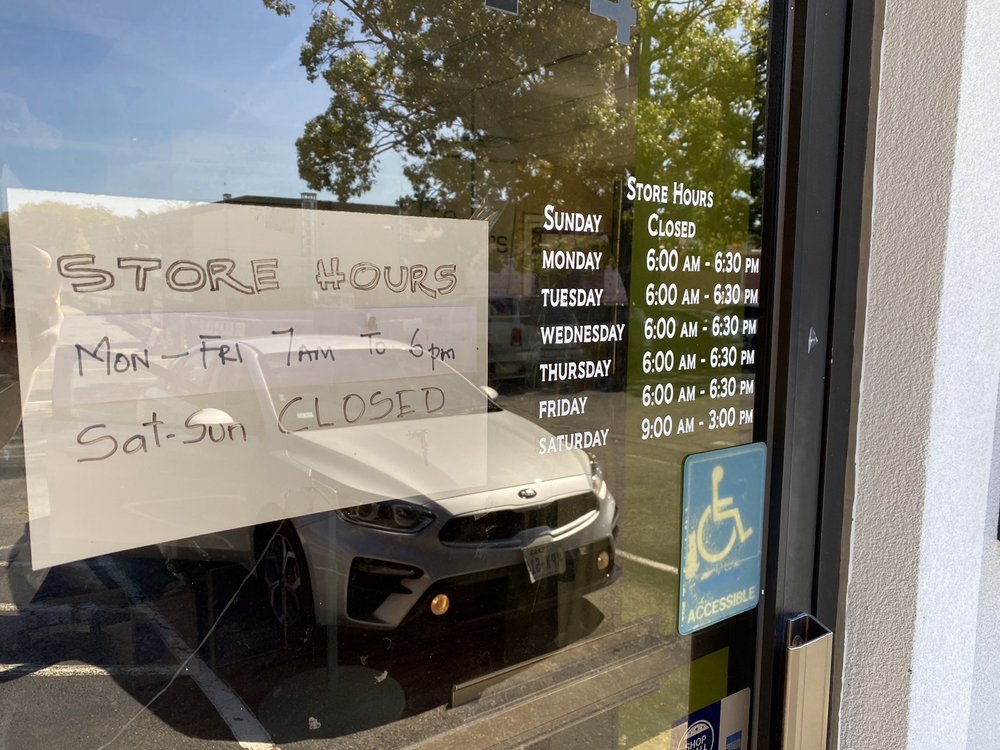 STORE HOURS
MON - FRI 7AM TO 6pm
Sat-Sun CLOSED
STORE HOURS
SUNDAY CLOSED
MONDAY 6:00 AM - 6:30 PM
TUESDAY 6:00 AM - 6:30 PM
WEDNESDAY 6:00 AM - 6:30 PM
THURSDAY 6:00 AM - 6:30 PM
FRIDAY 6:00 AM - 6:30 PM
SATURDAY 9:00 AM - 3:00 PM
KIA
ACCESSIBLE
SHOP